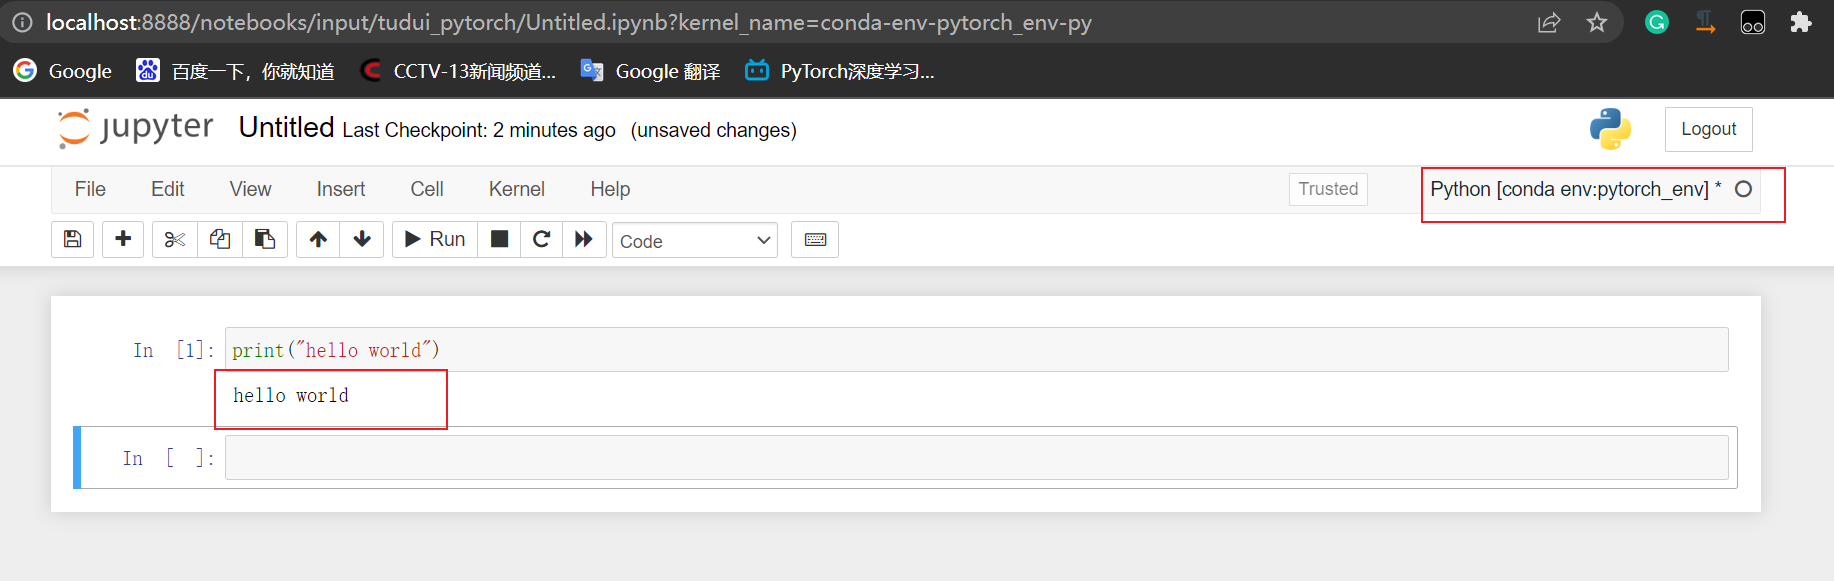 localhost:8888/notebooks/input/tudui_pytorch/Untitled.ipynb?kernel_name=conda-env-pytorch_env-py
Google 百度一下，你就知道 CCTV-13新闻频道... Google 翻译 PyTorch深度学习...
jupyter Untitled Last Checkpoint: 2 minutes ago (unsaved changes) Logout
File Edit View Insert Cell Kernel Help Trusted Python [conda env:pytorch_env] *
Run Code
In [1]: print("hello world")
hello world
In [ ]: